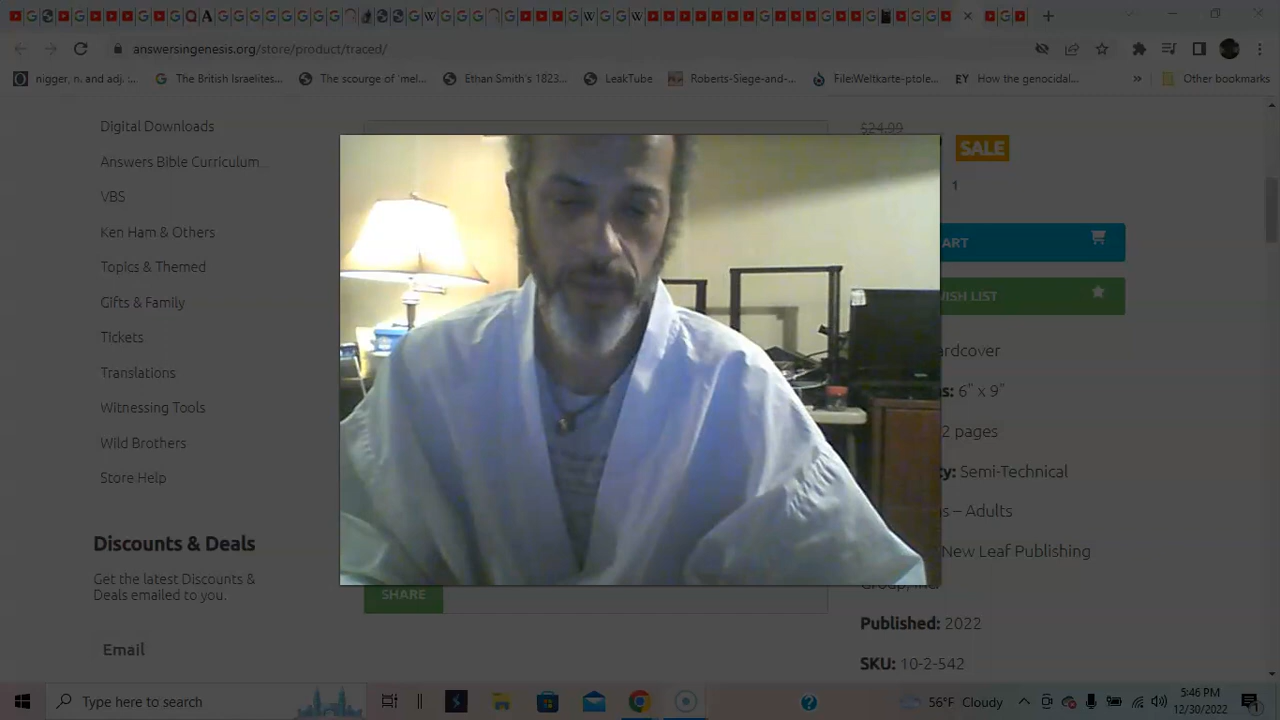 answersingenesis.org/store/product/traced/
nigger, n. and adj. :...
The British Israelites...
The scourge of 'mel...
Ethan Smith's 1823...
LeakTube
Roberts-Siege-and-...
File:Weltkarte-ptole...
EY How the genocidal...
»
Other bookmarks
Digital Downloads
Answers Bible Curriculum...
VBS
Ken Ham & Others
Topics & Themed
Gifts & Family
Tickets
Translations
Witnessing Tools
Wild Brothers
Store Help
Discounts & Deals
Get the latest Discounts &
Deals emailed to you.
Email
SHARE
$24.99
SALE
1
ART
ISH LIST
ardcover
s: 6" x 9"
2 pages
ty: Semi-Technical
s – Adults
New Leaf Publishing
Group, Inc.
Published: 2022
SKU: 10-2-542
Type here to search
56°F Cloudy
5:46 PM
12/30/2022